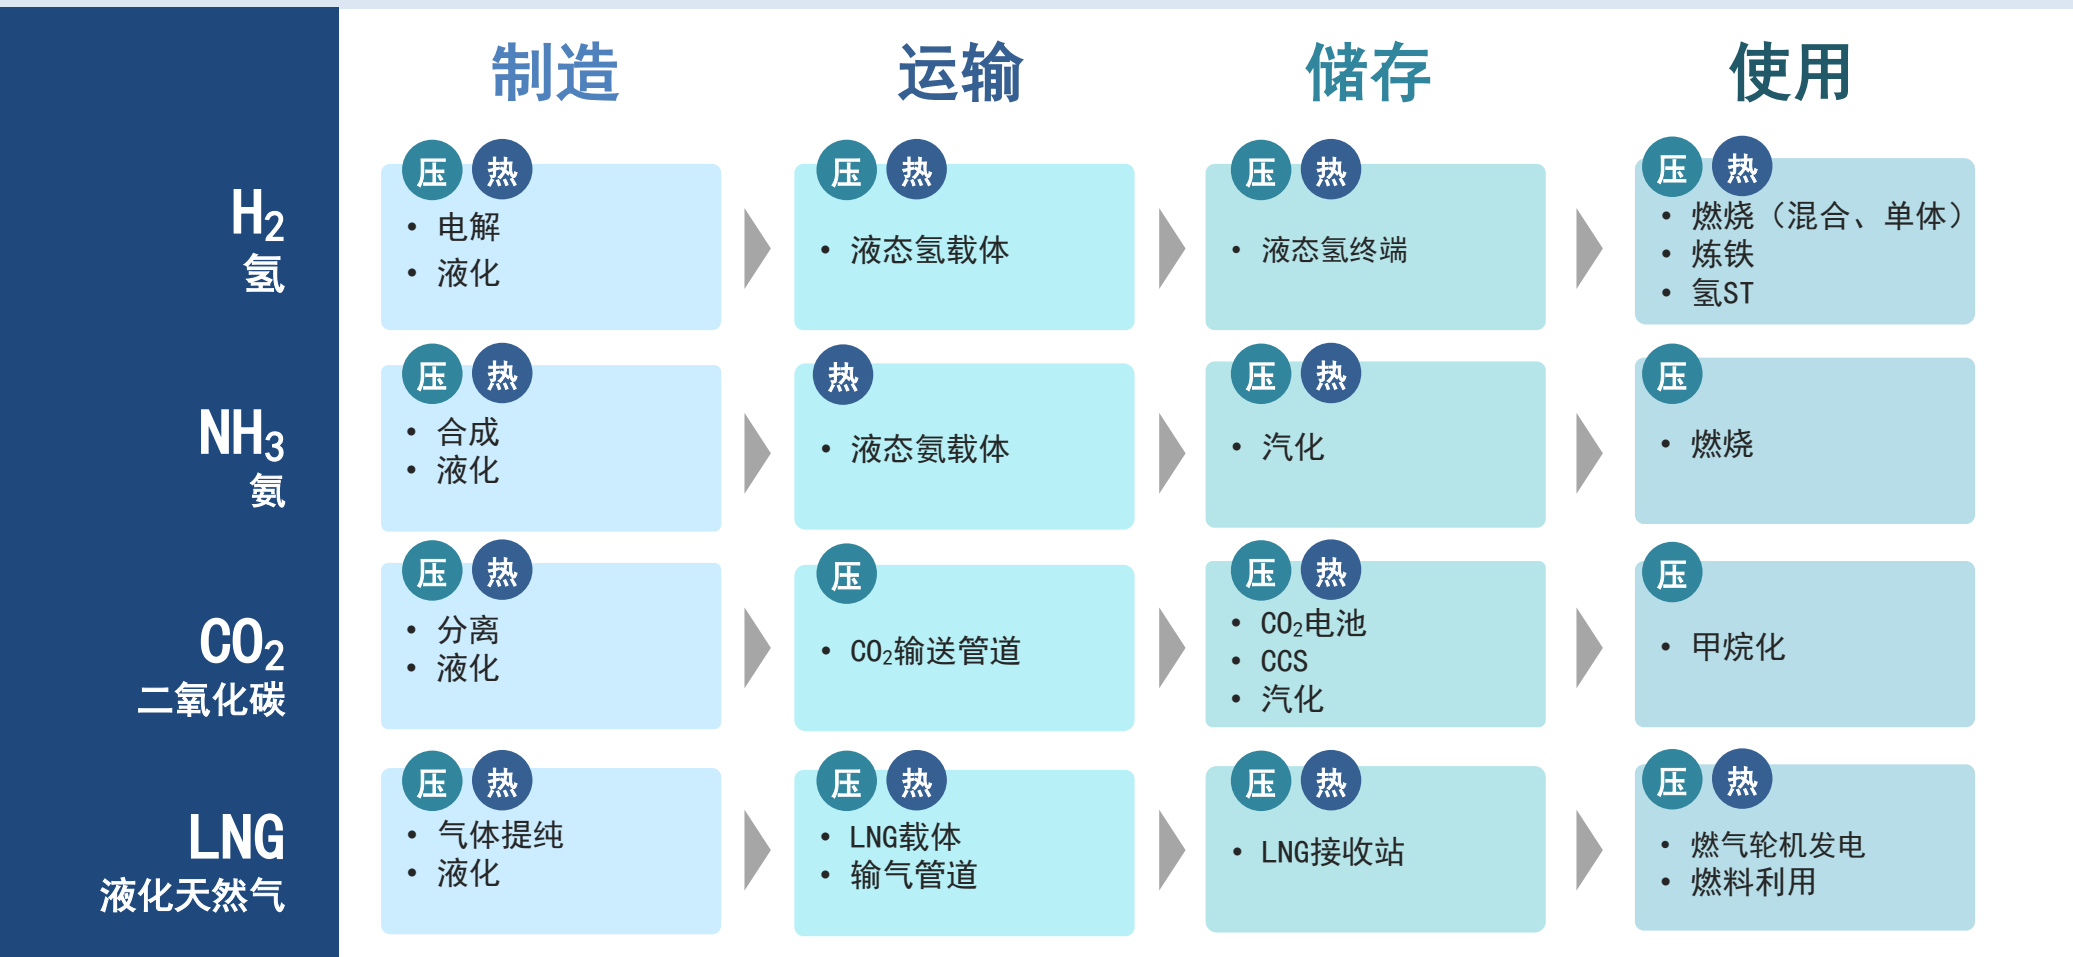 制造
运输
储存
使用
H₂
氢
压 热
• 电解
• 液化
压 热
• 液态氢载体
压 热
• 液态氢终端
压 热
• 燃烧（混合、单体）
• 炼铁
• 氢ST
NH₃
氨
压 热
• 合成
• 液化
热
• 液态氨载体
压 热
• 汽化
压
• 燃烧
CO₂
二氧化碳
压 热
• 分离
• 液化
压
• CO₂输送管道
压 热
• CO₂电池
• CCS
• 汽化
压
• 甲烷化
LNG
液化天然气
压 热
• 气体提纯
• 液化
压 热
• LNG载体
• 输气管道
压 热
• LNG接收站
压 热
• 燃气轮机发电
• 燃料利用